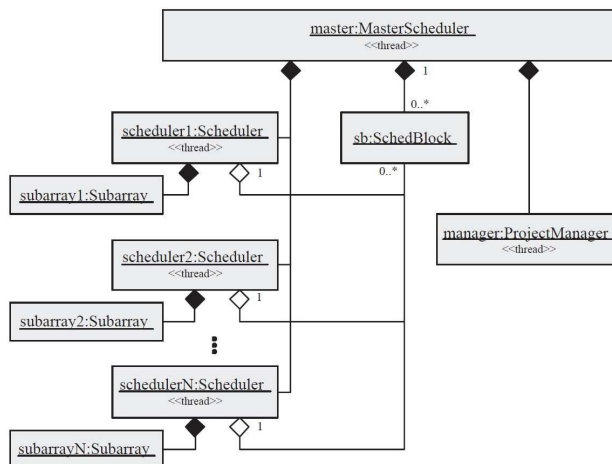 master:MasterScheduler
<<thread>>
1
0..*
scheduler1:Scheduler
<<thread>>
1
sb:SchedBlock
0..*
subarray1:Subarray
manager:ProjectManager
<<thread>>
scheduler2:Scheduler
<<thread>>
1
subarray2:Subarray
schedulerN:Scheduler
<<thread>>
1
subarrayN:Subarray